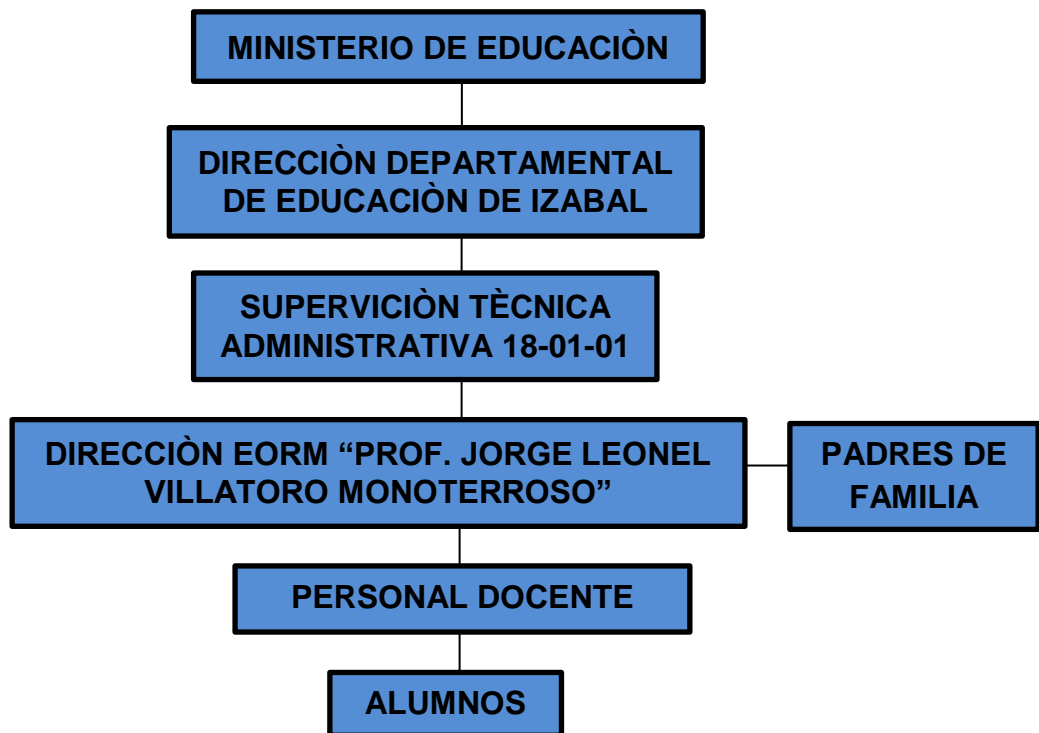 MINISTERIO DE EDUCACIÒN
DIRECCIÒN DEPARTAMENTAL
DE EDUCACIÒN DE IZABAL
SUPERVICIÒN TÈCNICA
ADMINISTRATIVA 18-01-01
DIRECCIÒN EORM “PROF. JORGE LEONEL
VILLATORO MONOTERROSO”
PADRES DE
FAMILIA
PERSONAL DOCENTE
ALUMNOS